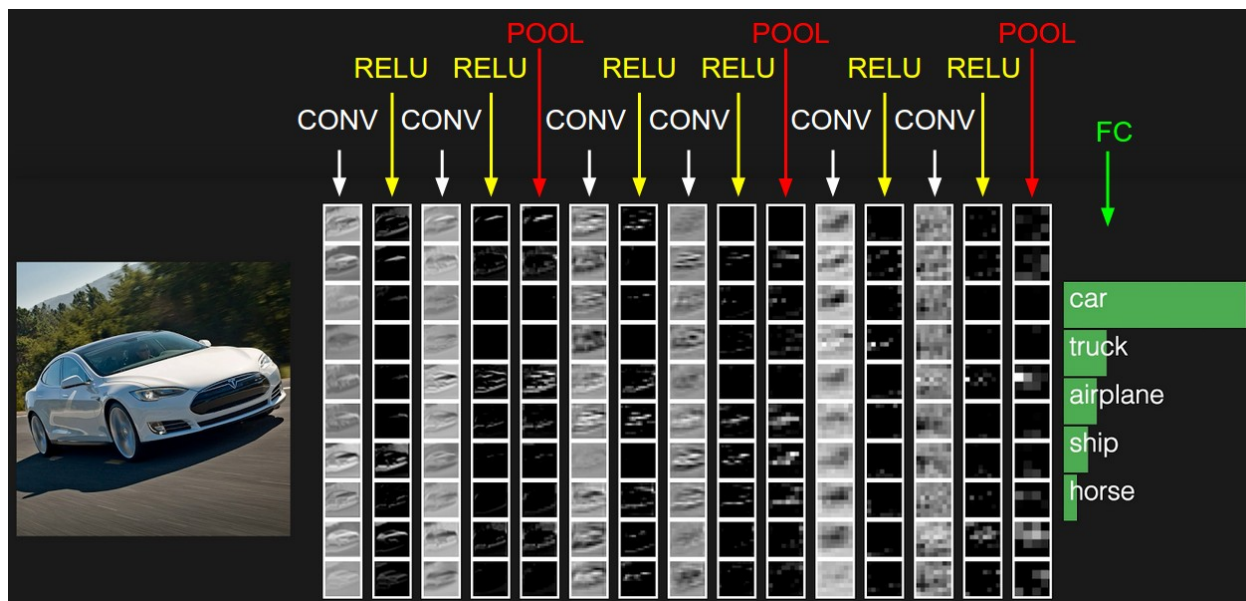 POOL POOL POOL
RELU RELU RELU RELU RELU RELU
CONV CONV CONV CONV CONV CONV
FC
car
truck
airplane
ship
horse